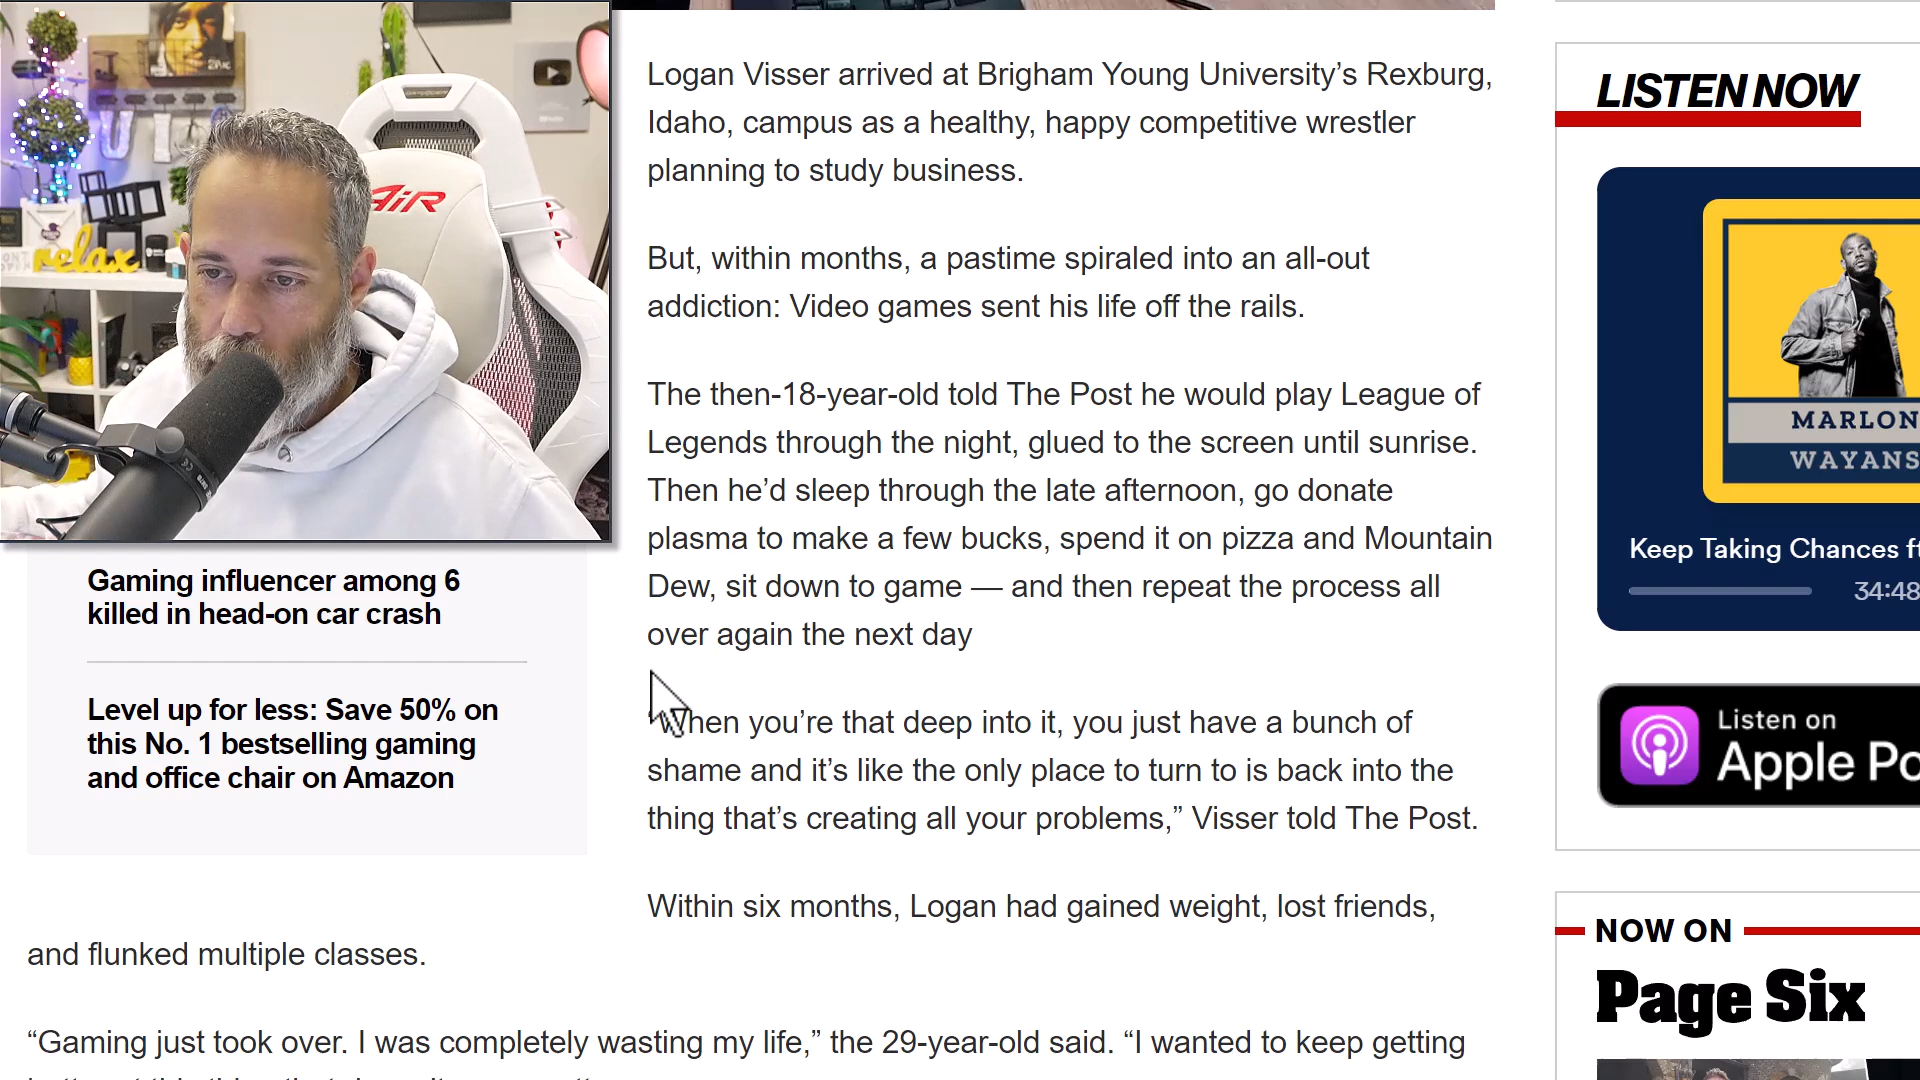 2PAC
relax
AiR
Logan Visser arrived at Brigham Young University’s Rexburg,
Idaho, campus as a healthy, happy competitive wrestler
planning to study business.
But, within months, a pastime spiraled into an all-out
addiction: Video games sent his life off the rails.
The then-18-year-old told The Post he would play League of
Legends through the night, glued to the screen until sunrise.
Then he’d sleep through the late afternoon, go donate
plasma to make a few bucks, spend it on pizza and Mountain
Dew, sit down to game — and then repeat the process all
over again the next day
“When you’re that deep into it, you just have a bunch of
shame and it’s like the only place to turn to is back into the
thing that’s creating all your problems,” Visser told The Post.
Within six months, Logan had gained weight, lost friends,
and flunked multiple classes.
“Gaming just took over. I was completely wasting my life,” the 29-year-old said. “I wanted to keep getting
Gaming influencer among 6
killed in head-on car crash
Level up for less: Save 50% on
this No. 1 bestselling gaming
and office chair on Amazon
LISTEN NOW
MARLON
WAYANS
Keep Taking Chances ft
34:48
Listen on
Apple Po
NOW ON
Page Six